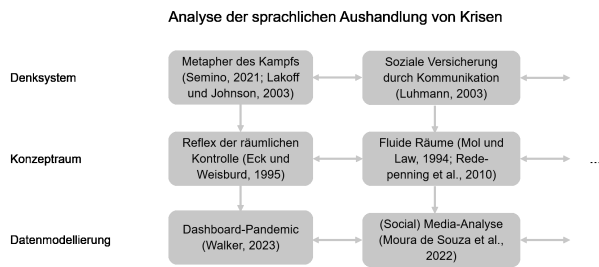 Analyse der sprachlichen Aushandlung von Krisen
Denksystem
Metapher des Kampfs
(Semino, 2021; Lakoff
und Johnson, 2003)
Soziale Versicherung
durch Kommunikation
(Luhmann, 2003)
Konzeptraum
Reflex der räumlichen
Kontrolle (Eck und
Weisburd, 1995)
Fluide Räume (Mol und
Law, 1994; Rede-
penning et al., 2010)
...
Datenmodellierung
Dashboard-Pandemic
(Walker, 2023)
(Social) Media-Analyse
(Moura de Souza et al.,
2022)